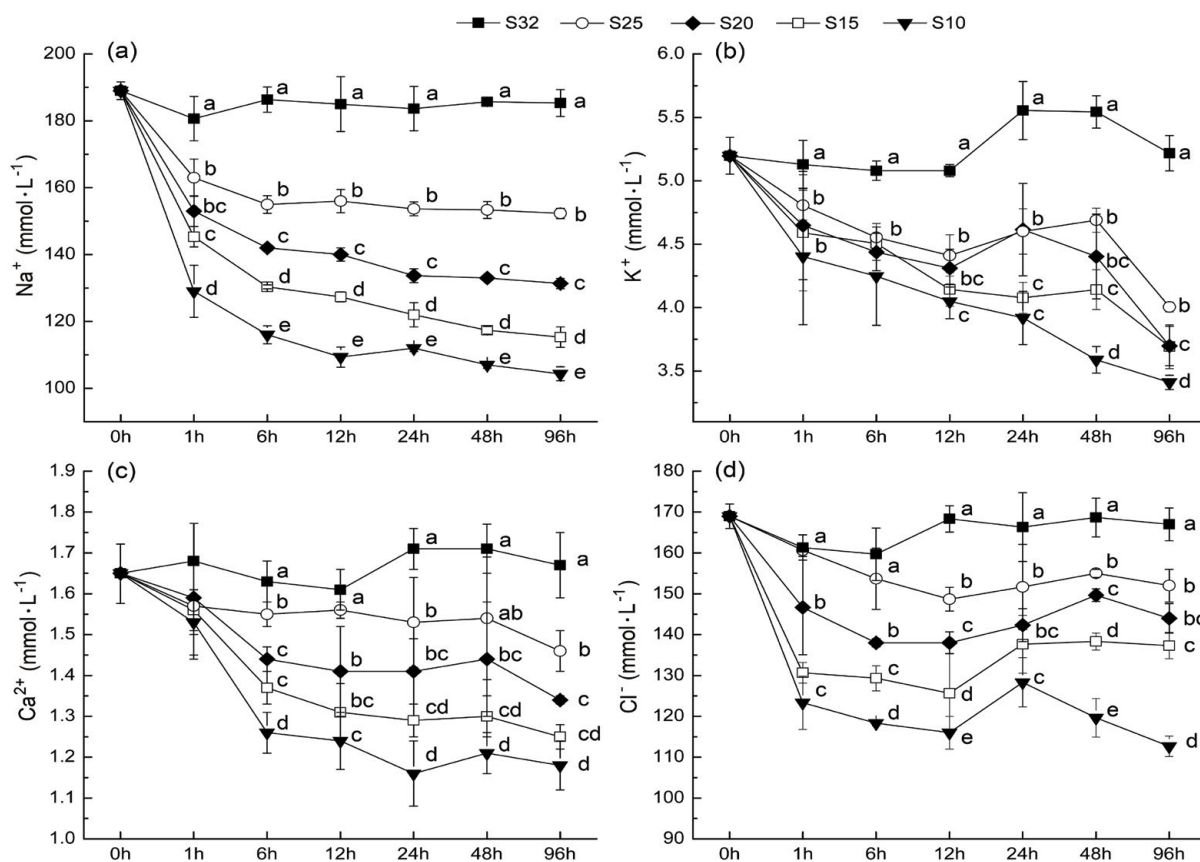 S32 S25 S20 S15 S10
(a)
Na⁺ (mmol·L⁻¹)
200
180
160
140
120
100
a a a a a a
b b b b b b
bc c c c c c
c d d d d d
d e e e e e
0h 1h 6h 12h 24h 48h 96h
(b)
K⁺ (mmol·L⁻¹)
6.0
5.5
5.0
4.5
4.0
3.5
a a a a a a
b b b b b b
bc bc c
c c c
c d d
0h 1h 6h 12h 24h 48h 96h
(c)
Ca²⁺ (mmol·L⁻¹)
1.9
1.8
1.7
1.6
1.5
1.4
1.3
1.2
1.1
1.0
a a a a
b a b ab b
c b bc bc c
c bc cd cd cd
d c d d d
0h 1h 6h 12h 24h 48h 96h
(d)
Cl⁻ (mmol·L⁻¹)
180
170
160
150
140
130
120
110
100
90
a a a a a
a b b b b
b b c c bc
c d bc d c
c d e c e d
0h 1h 6h 12h 24h 48h 96h